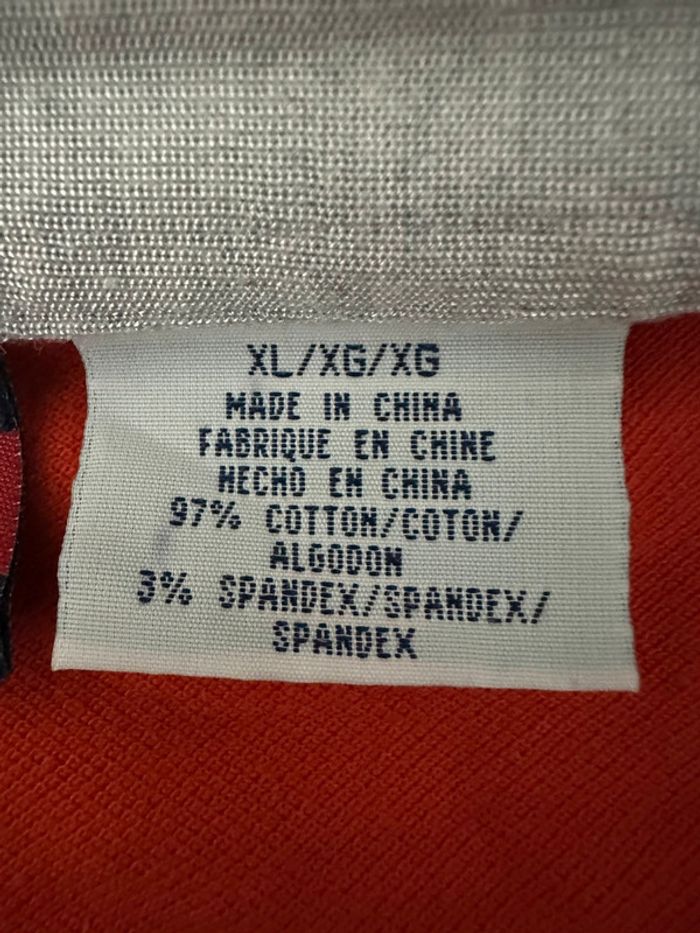 XL/XG/XG
MADE IN CHINA
FABRIQUE EN CHINE
HECHO EN CHINA
97% COTTON/COTON/
ALGODON
3% SPANDEX/SPANDEX/
SPANDEX